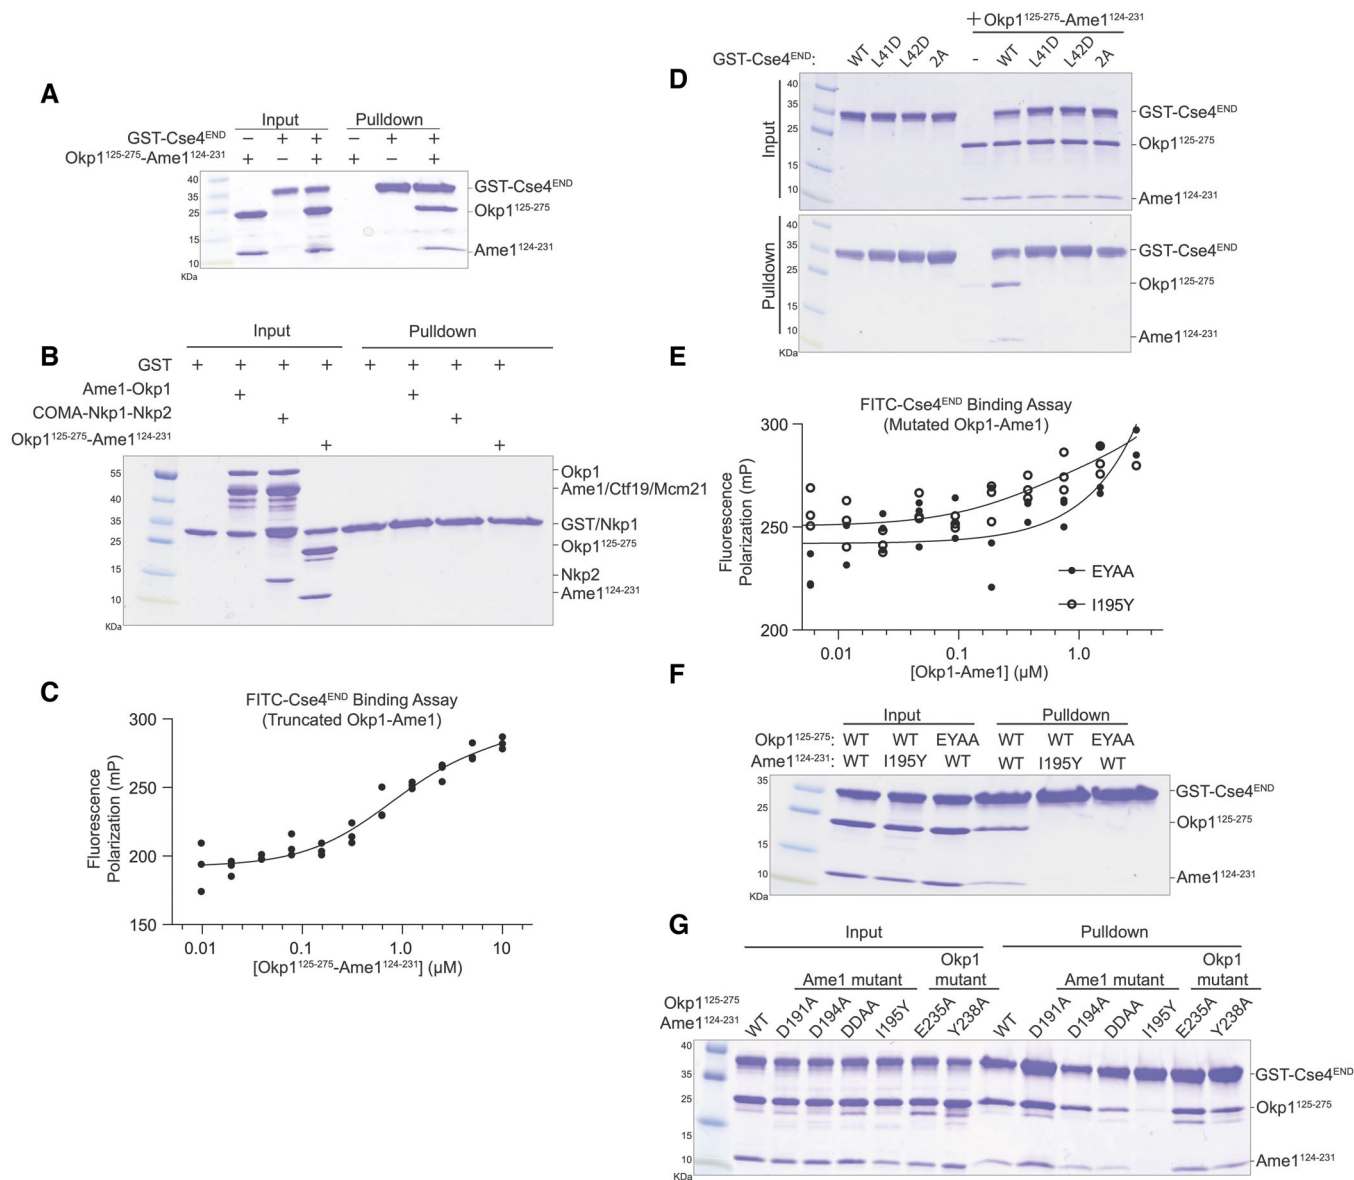 A
Input Pulldown
GST-Cse4END − + + − + +
Okp1125-275-Ame1124-231 + − + + − +
40
35
25
15
10
KDa
GST-Cse4END
Okp1125-275
Ame1124-231
B
Input Pulldown
GST + + + + + + + +
Ame1-Okp1 + +
COMA-Nkp1-Nkp2 + +
Okp1125-275-Ame1124-231 + +
55
40
35
25
15
10
KDa
Okp1
Ame1/Ctf19/Mcm21
GST/Nkp1
Okp1125-275
Nkp2
Ame1124-231
C
FITC-Cse4END Binding Assay
(Truncated Okp1-Ame1)
Fluorescence
Polarization (mP)
300
250
200
150
0.01 0.1 1.0 10
[Okp1125-275-Ame1124-231] (µM)
D
+ Okp1125-275-Ame1124-231
GST-Cse4END: WT L41D L42D 2A - WT L41D L42D 2A
Input
40
35
25
15
10
GST-Cse4END
Okp1125-275
Ame1124-231
Pulldown
40
35
25
15
10
KDa
GST-Cse4END
Okp1125-275
Ame1124-231
E
FITC-Cse4END Binding Assay
(Mutated Okp1-Ame1)
Fluorescence
Polarization (mP)
300
250
200
EYAA
I195Y
0.01 0.1 1.0
[Okp1-Ame1] (µM)
F
Input Pulldown
Okp1125-275: WT WT EYAA WT WT EYAA
Ame1124-231: WT I195Y WT WT I195Y WT
35
25
15
10
KDa
GST-Cse4END
Okp1125-275
Ame1124-231
G
Input Pulldown
Okp1 Okp1
Ame1 mutant mutant Ame1 mutant mutant
Okp1125-275
Ame1124-231 WT D191A D194A DDAA I195Y E235A Y238A WT D191A D194A DDAA I195Y E235A Y238A
40
35
25
15
10
KDa
GST-Cse4END
Okp1125-275
Ame1124-231